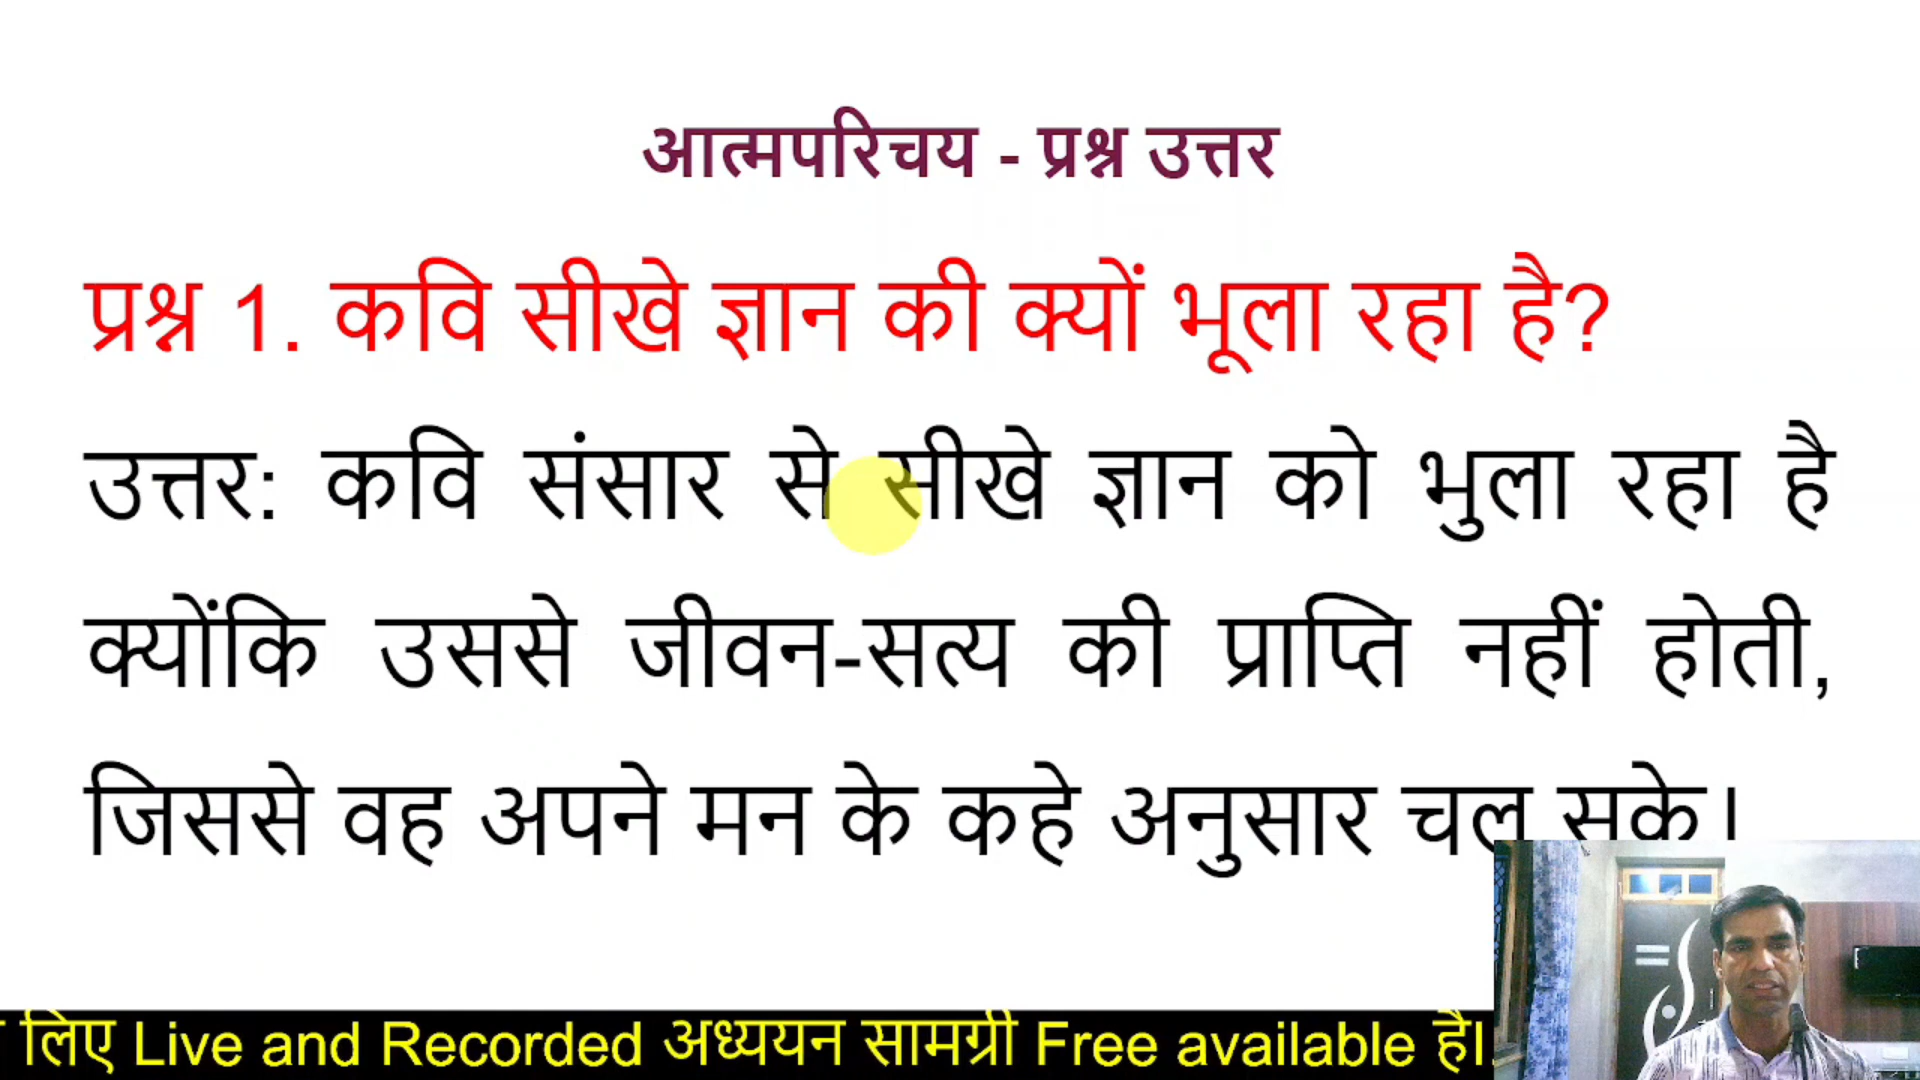 आत्मपरिचय - प्रश्न उत्तर
प्रश्न 1. कवि सीखे ज्ञान की क्यों भूला रहा है?
उत्तर: कवि संसार से सीखे ज्ञान को भुला रहा है
क्योंकि उससे जीवन-सत्य की प्राप्ति नहीं होती,
जिससे वह अपने मन के कहे अनुसार चल सके।
लिए Live and Recorded अध्ययन सामग्री Free available है।